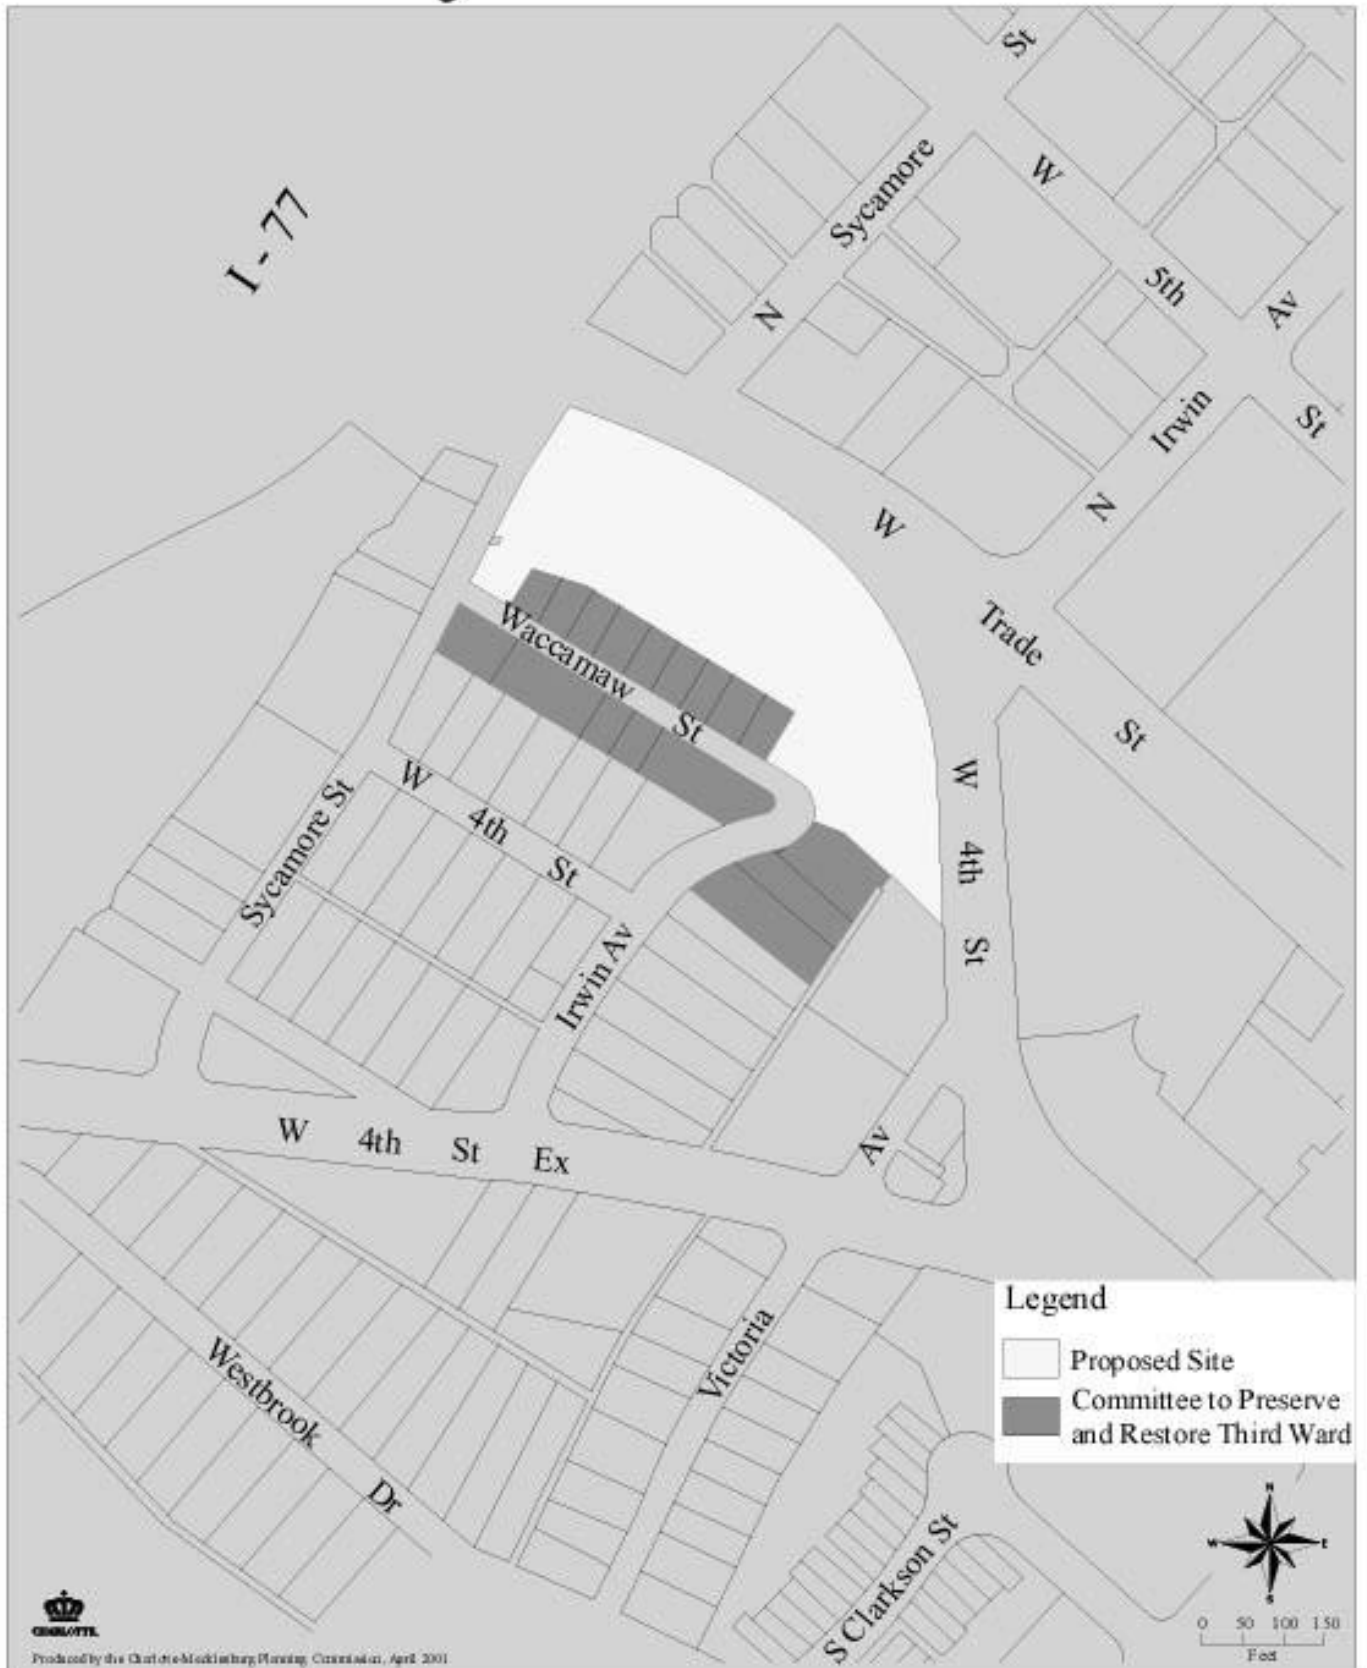 St
I - 77
Sycamore
N
W
5th
Av
St
Irwin
N
W
Trade
St
Waccamaw
St
W
4th
St
W
4th
St
Sycamore St
Irwin Av
Av
W 4th St Ex
Victoria
Westbrook
Dr
S Clarkson St
Legend
Proposed Site
Committee to Preserve
and Restore Third Ward
N
W E
S
0 50 100 150
Feet
CHARLOTTE
Produced by the Charlotte-Mecklenburg Planning Commission, April 2001